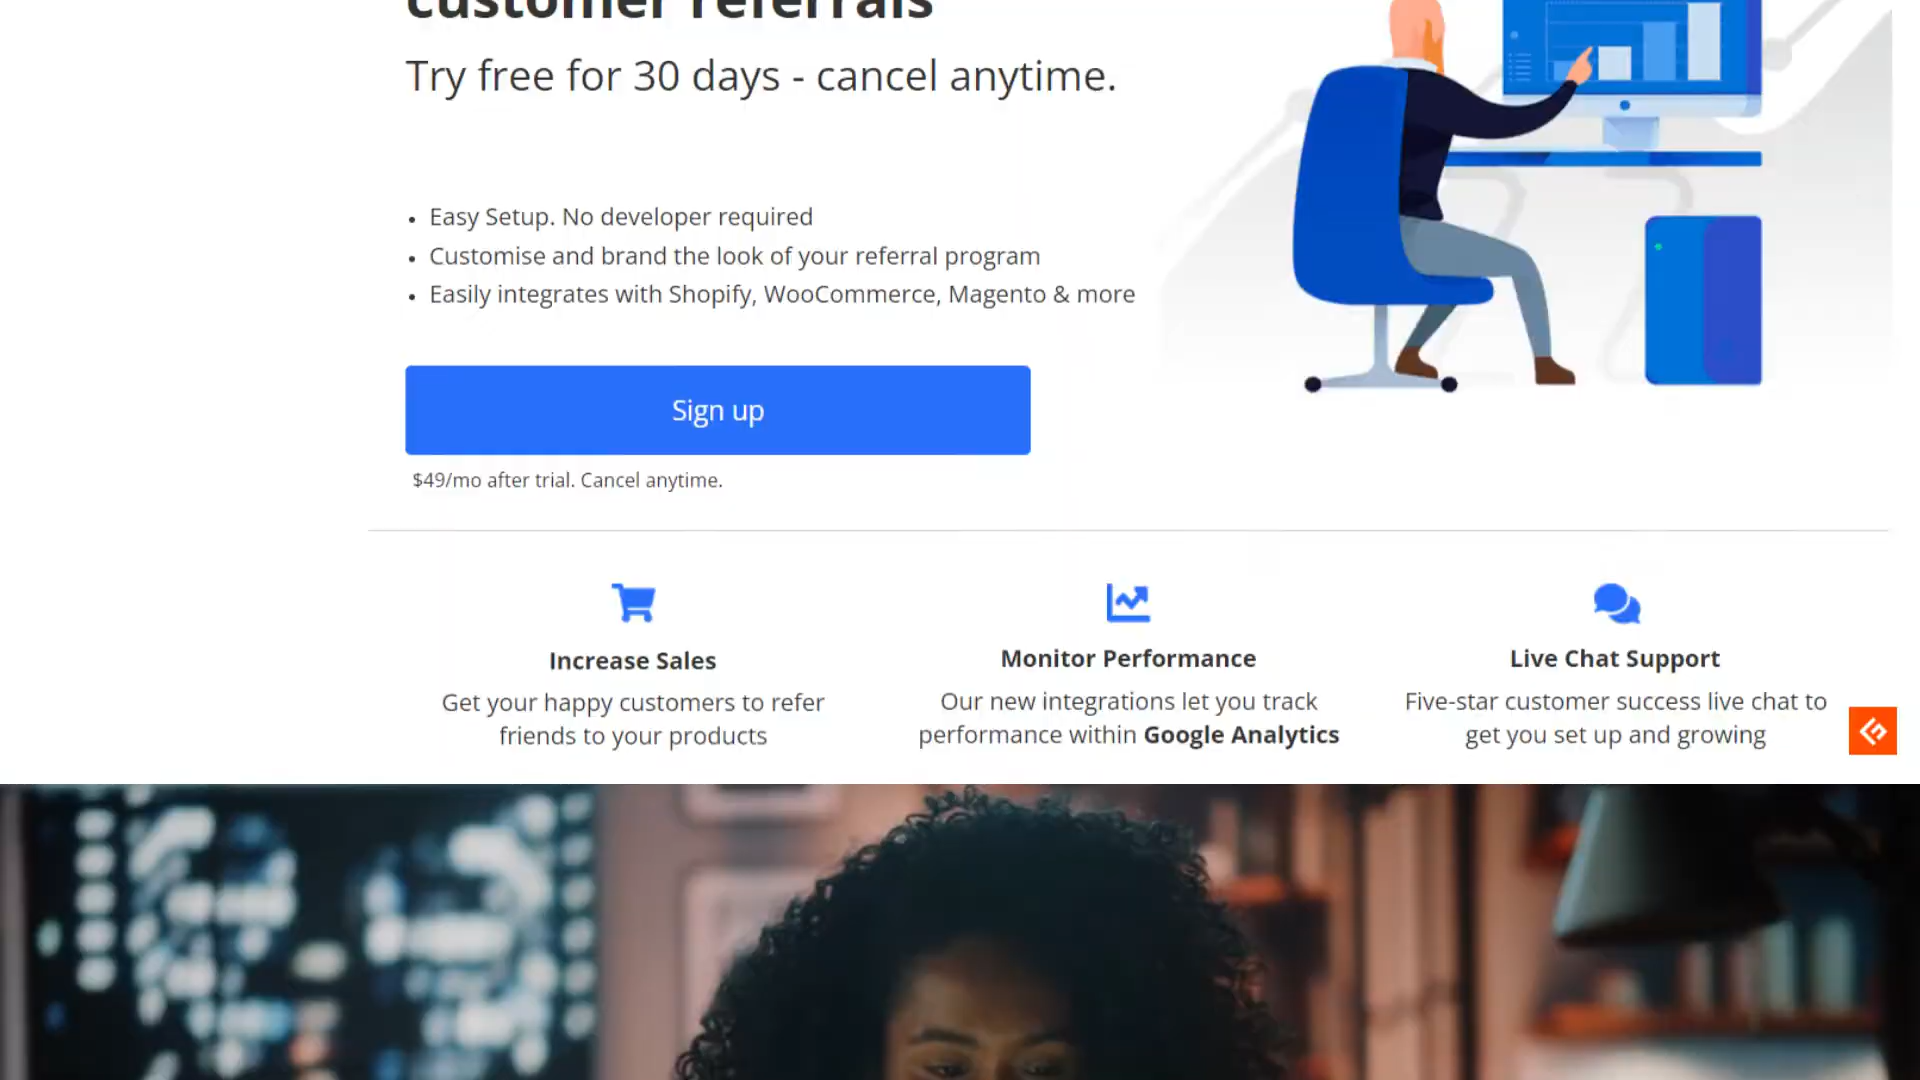 customer referrals
Try free for 30 days - cancel anytime.
• Easy Setup. No developer required
• Customise and brand the look of your referral program
• Easily integrates with Shopify, WooCommerce, Magento & more
Sign up
$49/mo after trial. Cancel anytime.
Increase Sales
Get your happy customers to refer
friends to your products
Monitor Performance
Our new integrations let you track
performance within Google Analytics
Live Chat Support
Five-star customer success live chat to
get you set up and growing